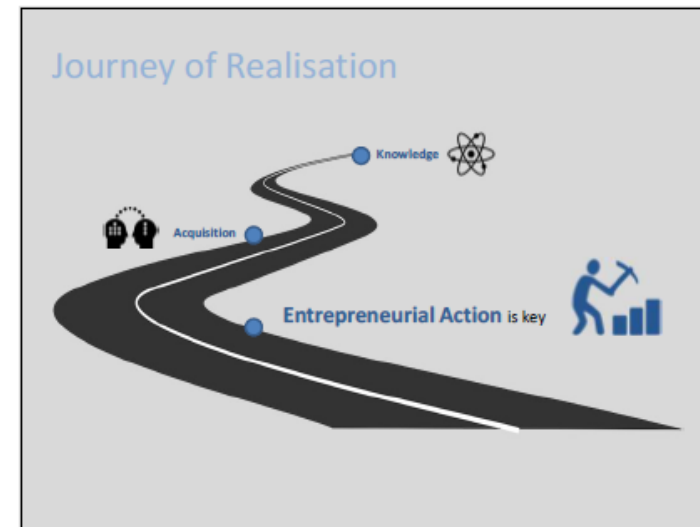 Journey of Realisation
Knowledge
Acquisition
Entrepreneurial Action is key